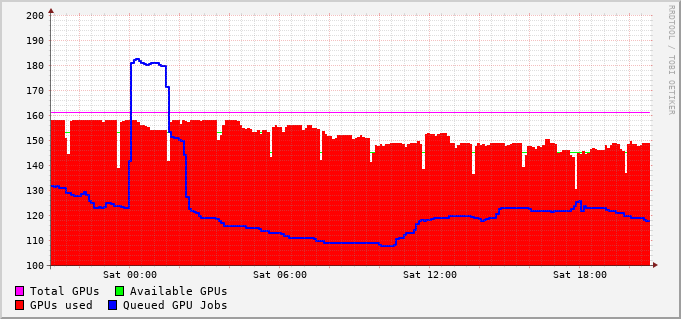 200
190
180
170
160
150
140
130
120
110
100
Sat 00:00 Sat 06:00 Sat 12:00 Sat 18:00
Total GPUs Available GPUs
GPUs used Queued GPU Jobs
RRDTOOL / TOBI OETIKER